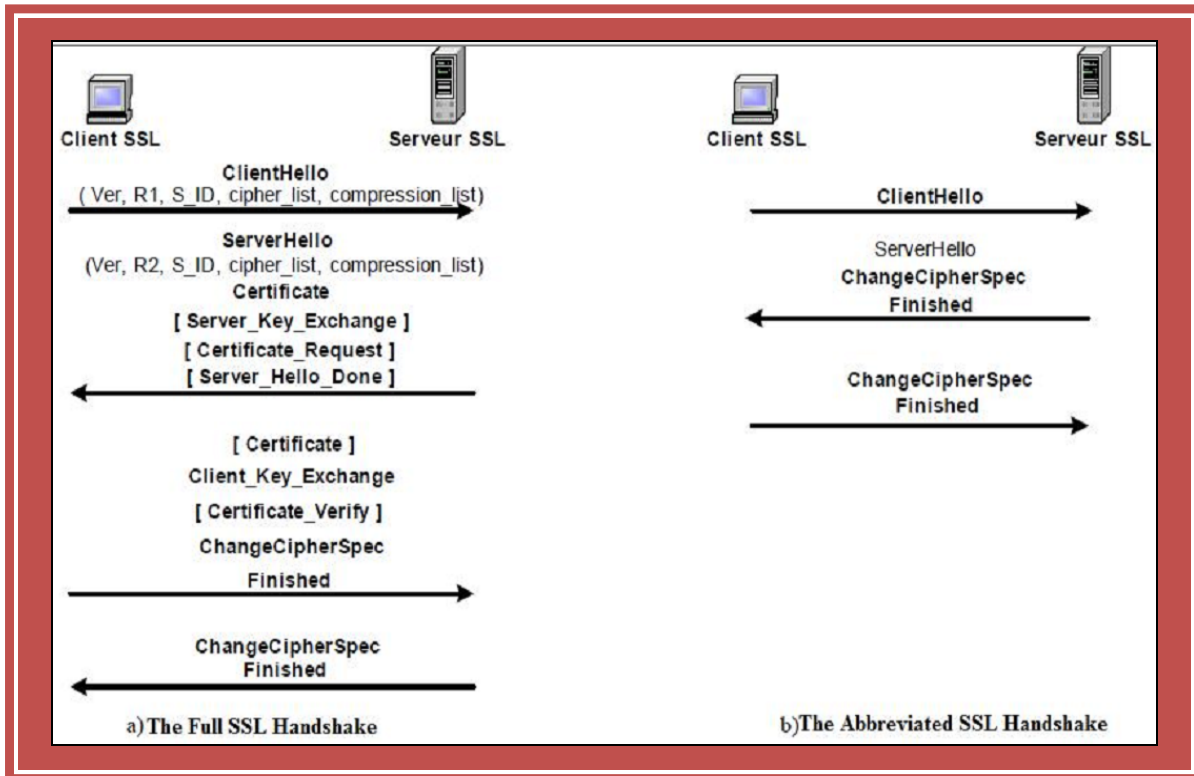 Client SSL
Serveur SSL
ClientHello
( Ver, R1, S_ID, cipher_list, compression_list)
ServerHello
(Ver, R2, S_ID, cipher_list, compression_list)
Certificate
[ Server_Key_Exchange ]
[ Certificate_Request ]
[ Server_Hello_Done ]
[ Certificate ]
Client_Key_Exchange
[ Certificate_Verify ]
ChangeCipherSpec
Finished
ChangeCipherSpec
Finished
a)The Full SSL Handshake
Client SSL
Serveur SSL
ClientHello
ServerHello
ChangeCipherSpec
Finished
ChangeCipherSpec
Finished
b)The Abbreviated SSL Handshake